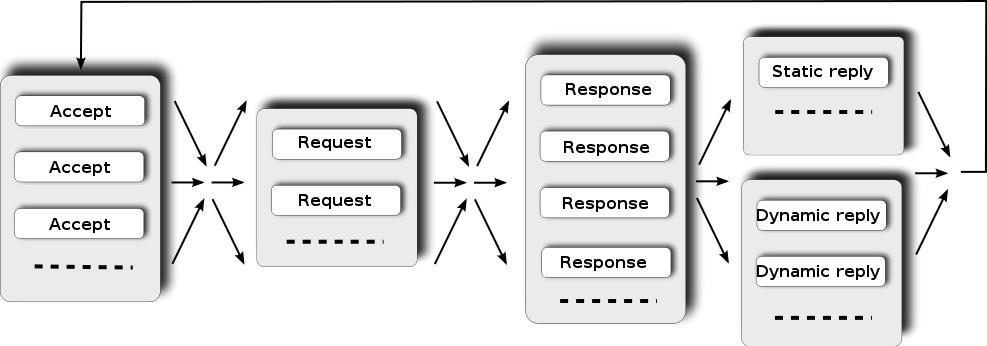 Accept
Accept
Accept
Request
Request
Response
Response
Response
Response
Static reply
Dynamic reply
Dynamic reply